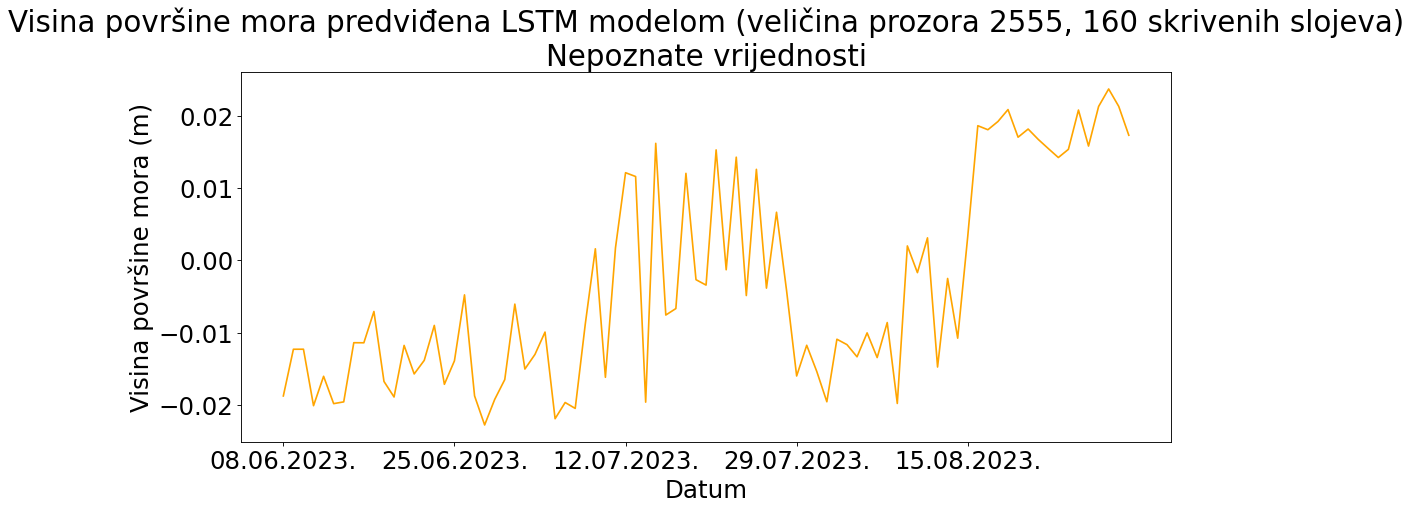 Visina površine mora predviđena LSTM modelom (veličina prozora 2555, 160 skrivenih slojeva)
Nepoznate vrijednosti
Visina površine mora (m)
0.02
0.01
0.00
−0.01
−0.02
08.06.2023. 25.06.2023. 12.07.2023. 29.07.2023. 15.08.2023.
Datum